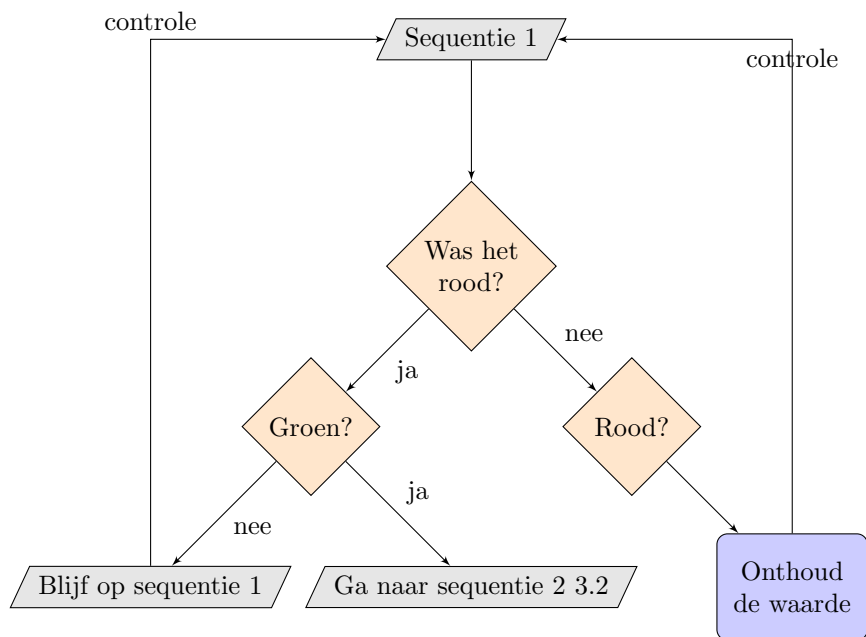 controle
Sequentie 1
controle
Was het
rood?
nee
ja
Groen?
Rood?
ja
nee
Blijf op sequentie 1
Ga naar sequentie 2 3.2
Onthoud
de waarde